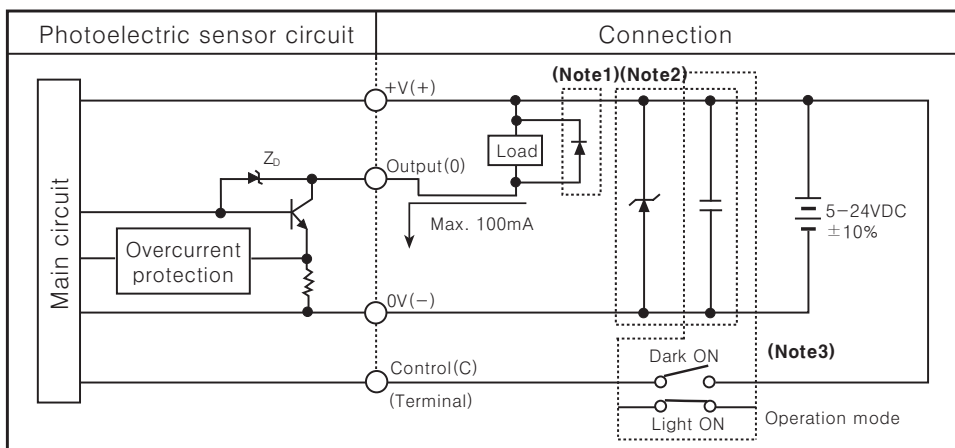 Photoelectric sensor circuit
Connection
(Note1)(Note2)
+V(+)
Load
ZD
Output(0)
Max. 100mA
5-24VDC
±10%
Main circuit
Overcurrent
protection
0V(-)
Control(C)
(Terminal)
Dark ON
(Note3)
Light ON
Operation mode